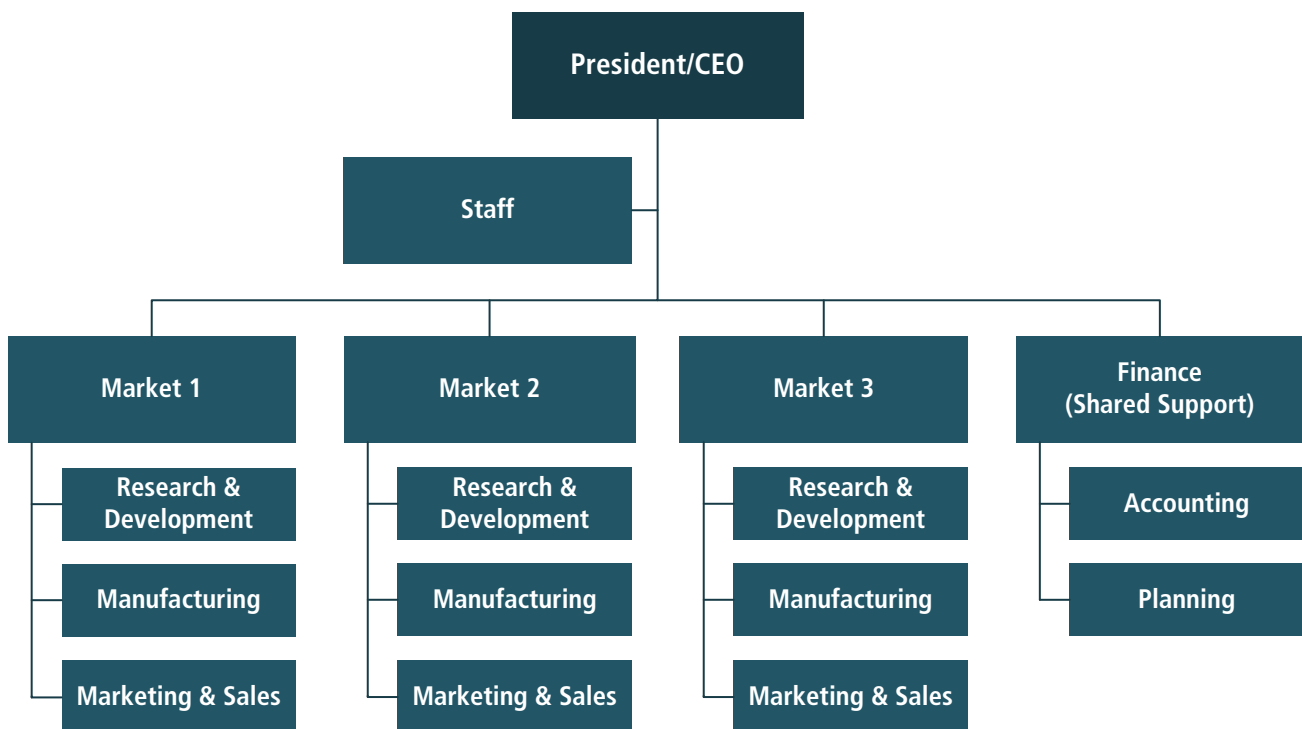 President/CEO
Staff
Market 1
Market 2
Market 3
Finance
(Shared Support)
Research &
Development
Manufacturing
Marketing & Sales
Research &
Development
Manufacturing
Marketing & Sales
Research &
Development
Manufacturing
Marketing & Sales
Accounting
Planning